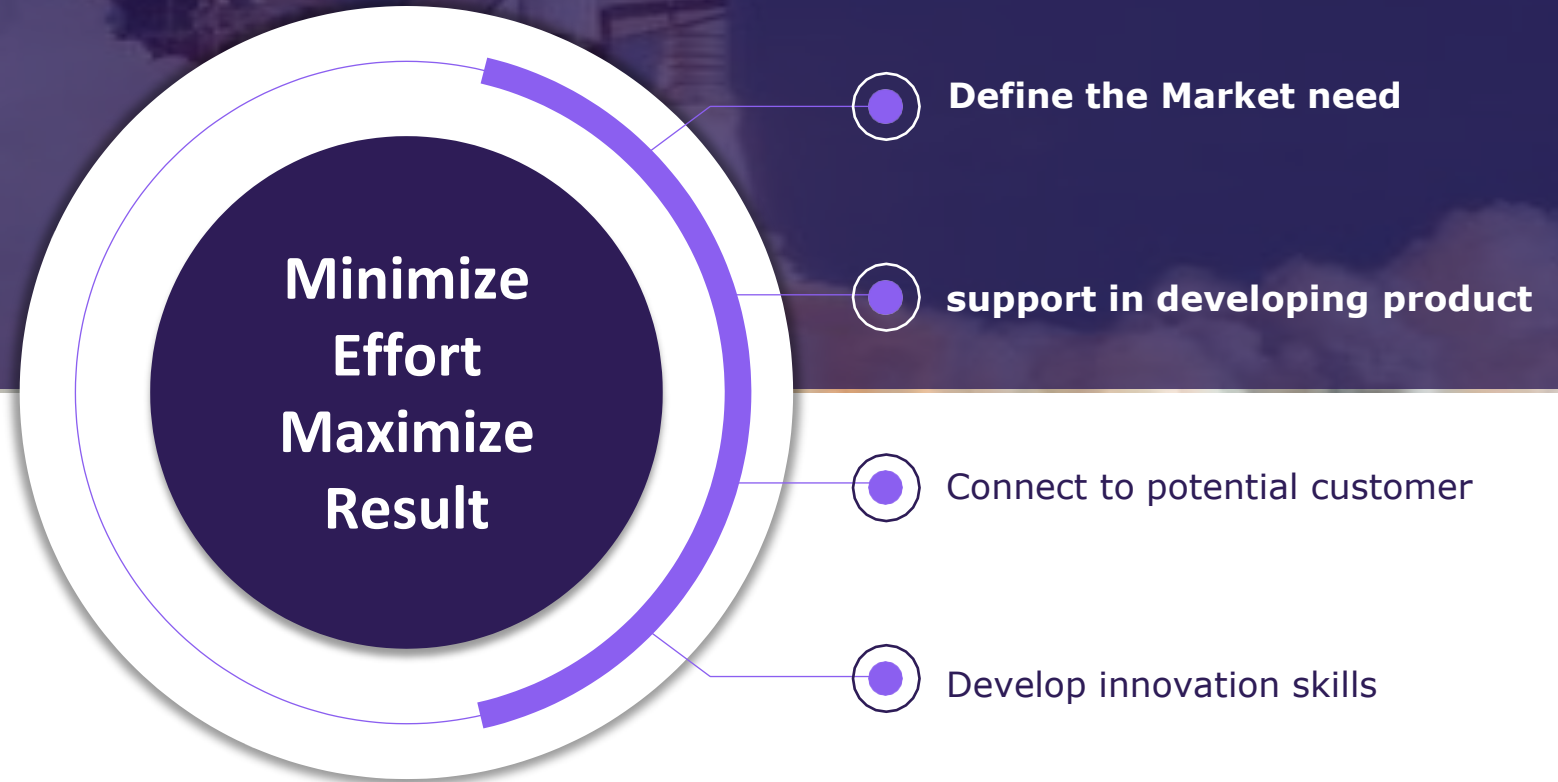 Minimize
Effort
Maximize
Result
Define the Market need
support in developing product
Connect to potential customer
Develop innovation skills